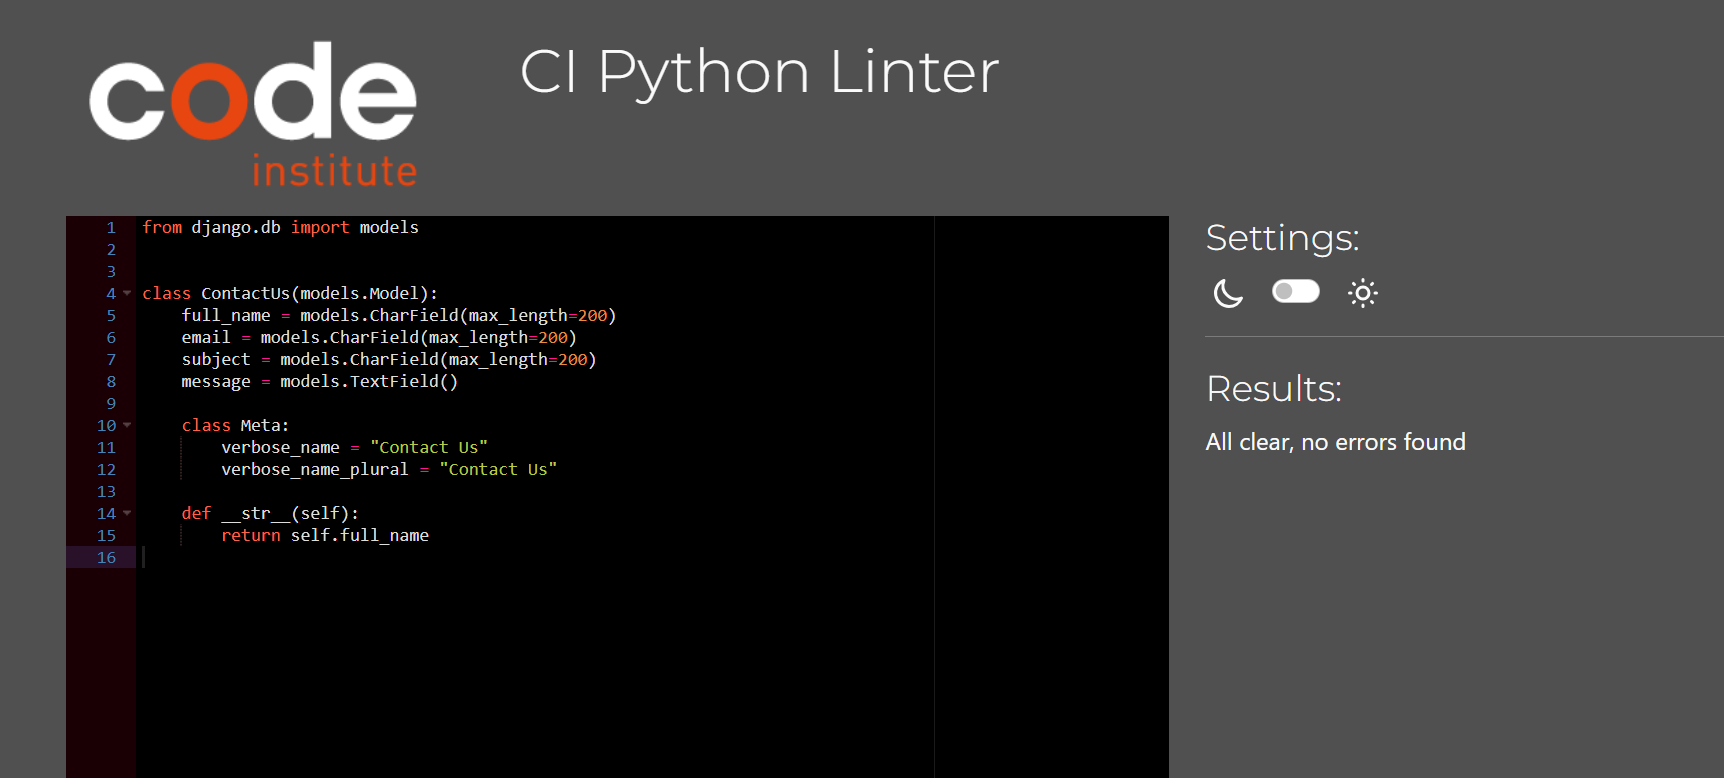 code
institute
CI Python Linter
1 from django.db import models
2
3
4 class ContactUs(models.Model):
5     full_name = models.CharField(max_length=200)
6     email = models.CharField(max_length=200)
7     subject = models.CharField(max_length=200)
8     message = models.TextField()
9
10     class Meta:
11         verbose_name = "Contact Us"
12         verbose_name_plural = "Contact Us"
13
14     def __str__(self):
15         return self.full_name
16
Settings:
Results:
All clear, no errors found